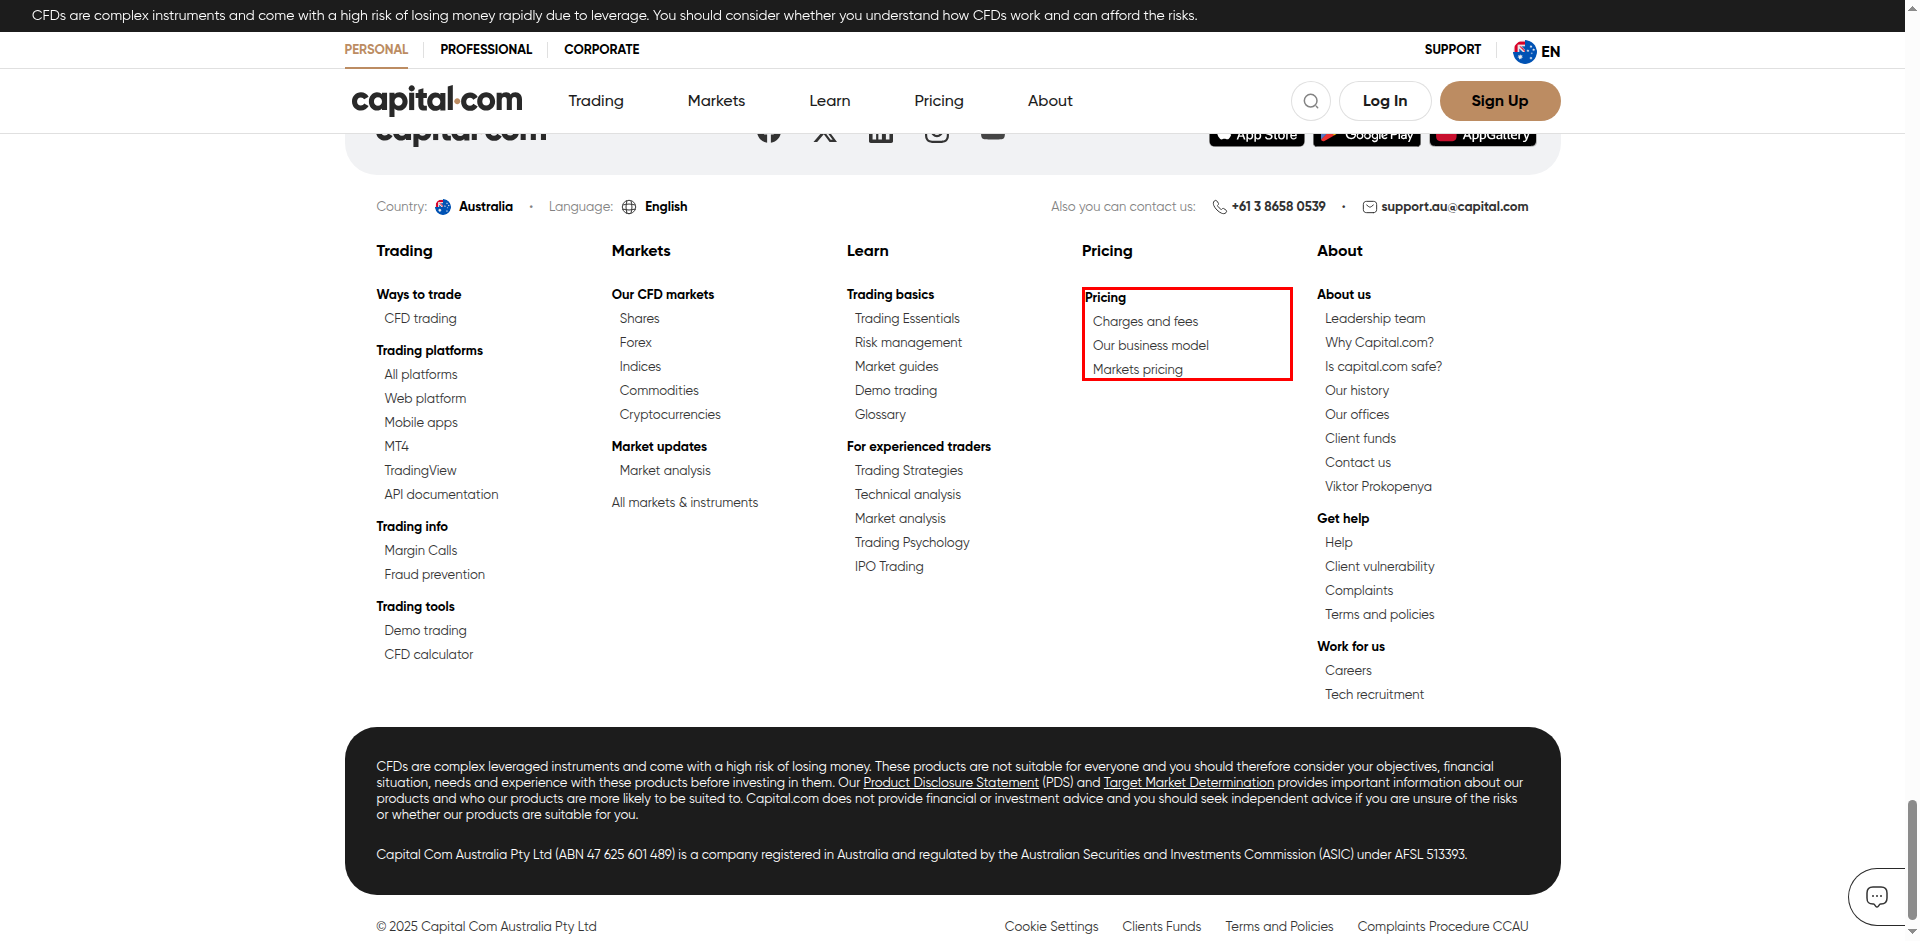 CFDs are complex instruments and come with a high risk of losing money rapidly due to leverage. You should consider whether you understand how CFDs work and can afford the risks.
PERSONAL PROFESSIONAL CORPORATE SUPPORT EN
capital.com Trading Markets Learn Pricing About Log In Sign Up
capital.com App Store Google Play AppGallery
Country: Australia · Language: English Also you can contact us: +61 3 8658 0539 · support.au@capital.com
Trading
Ways to trade
CFD trading
Trading platforms
All platforms
Web platform
Mobile apps
MT4
TradingView
API documentation
Trading info
Margin Calls
Fraud prevention
Trading tools
Demo trading
CFD calculator
Markets
Our CFD markets
Shares
Forex
Indices
Commodities
Cryptocurrencies
Market updates
Market analysis
All markets & instruments
Learn
Trading basics
Trading Essentials
Risk management
Market guides
Demo trading
Glossary
For experienced traders
Trading Strategies
Technical analysis
Market analysis
Trading Psychology
IPO Trading
Pricing
Pricing
Charges and fees
Our business model
Markets pricing
About
About us
Leadership team
Why Capital.com?
Is capital.com safe?
Our history
Our offices
Client funds
Contact us
Viktor Prokopenya
Get help
Help
Client vulnerability
Complaints
Terms and policies
Work for us
Careers
Tech recruitment
CFDs are complex leveraged instruments and come with a high risk of losing money. These products are not suitable for everyone and you should therefore consider your objectives, financial
situation, needs and experience with these products before investing in them. Our Product Disclosure Statement (PDS) and Target Market Determination provides important information about our
products and who our products are more likely to be suited to. Capital.com does not provide financial or investment advice and you should seek independent advice if you are unsure of the risks
or whether our products are suitable for you.
Capital Com Australia Pty Ltd (ABN 47 625 601 489) is a company registered in Australia and regulated by the Australian Securities and Investments Commission (ASIC) under AFSL 513393.
© 2025 Capital Com Australia Pty Ltd Cookie Settings Clients Funds Terms and Policies Complaints Procedure CCAU